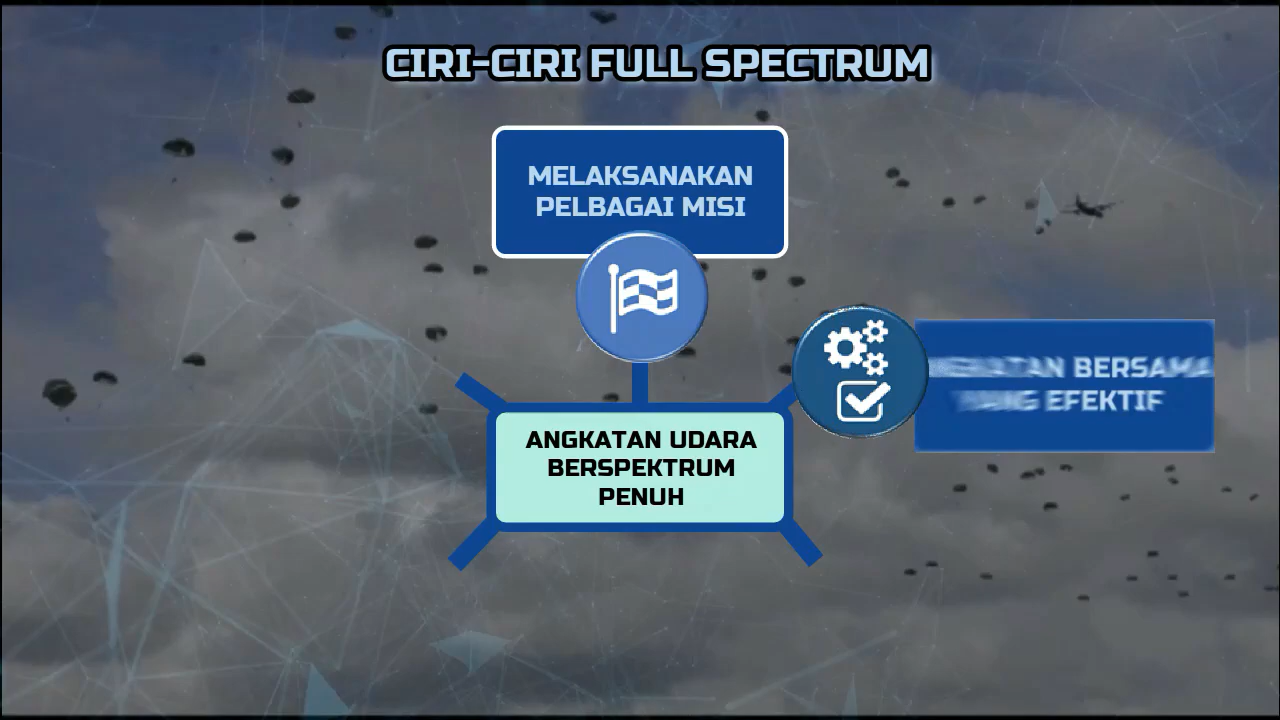 CIRI-CIRI FULL SPECTRUM
MELAKSANAKAN
PELBAGAI MISI
BERSAMA
EFEKTIF
ANGKATAN UDARA
BERSPEKTRUM
PENUH